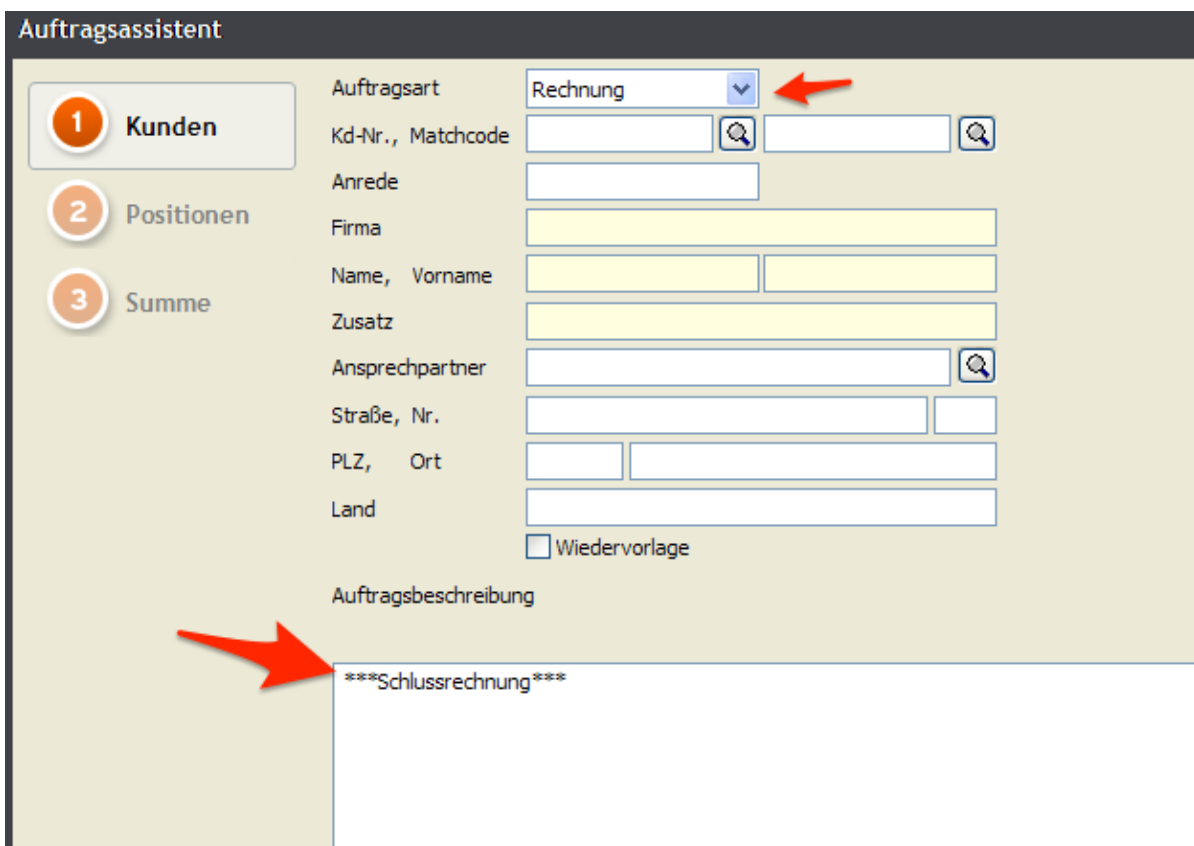 Auftragsassistent
1 Kunden
2 Positionen
3 Summe
Auftragsart Rechnung
Kd-Nr., Matchcode
Anrede
Firma
Name, Vorname
Zusatz
Ansprechpartner
Straße, Nr.
PLZ, Ort
Land
Wiedervorlage
Auftragsbeschreibung
***Schlussrechnung***